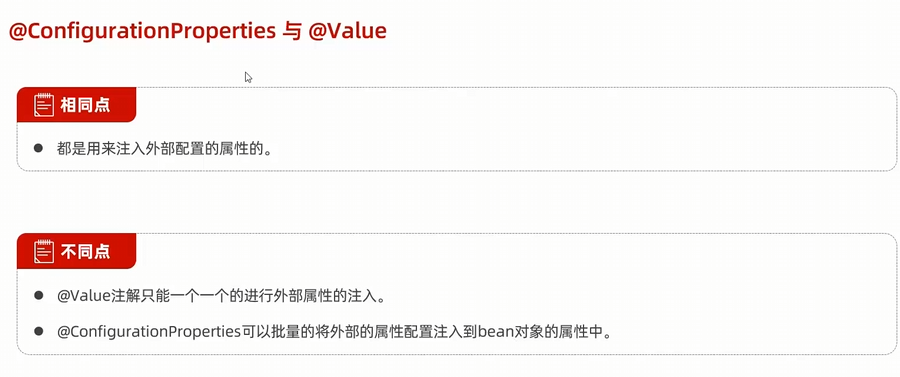 @ConfigurationProperties 与 @Value
相同点
都是用来注入外部配置的属性的。
不同点
@Value注解只能一个一个的进行外部属性的注入。
@ConfigurationProperties可以批量的将外部的属性配置注入到bean对象的属性中。